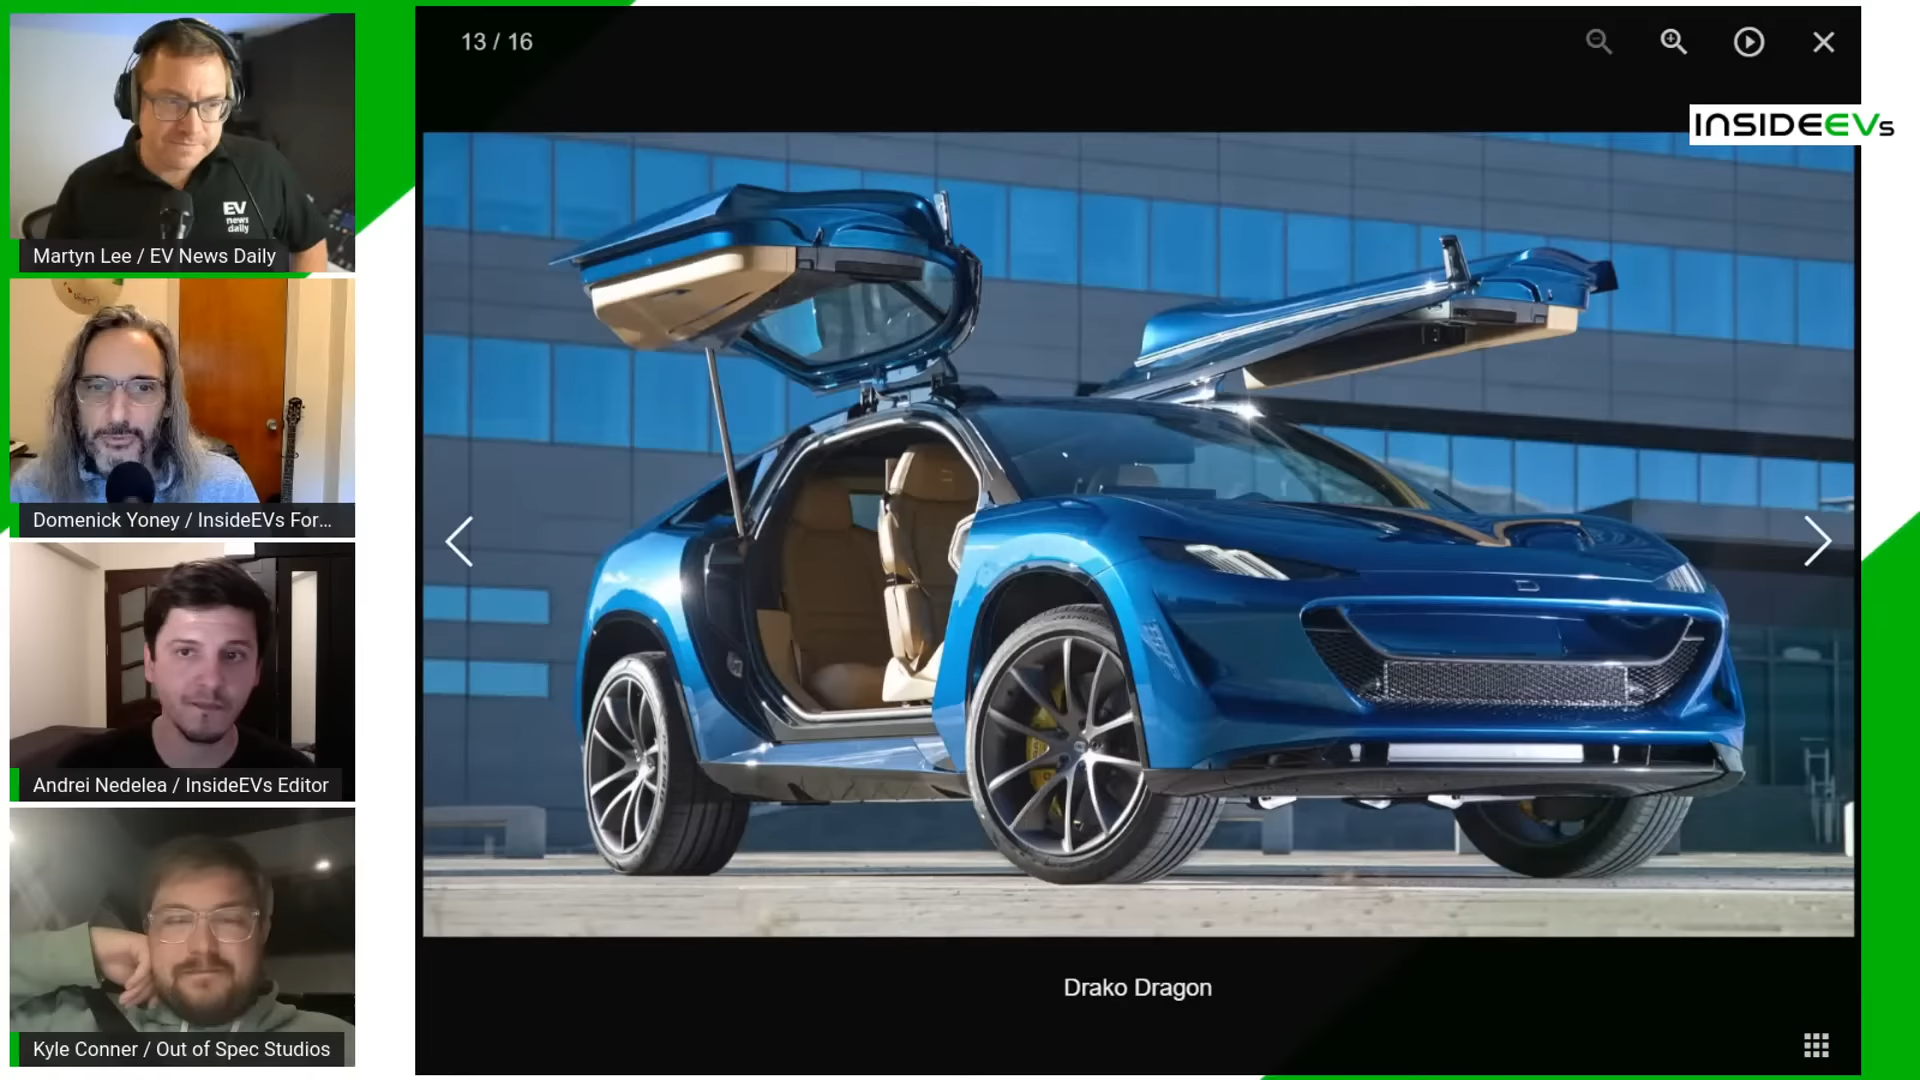 EV
news
daily
Martyn Lee / EV News Daily
Domenick Yoney / InsideEVs For...
Andrei Nedelea / InsideEVs Editor
Kyle Conner / Out of Spec Studios
13 / 16
INSIDEEVs
Drako Dragon